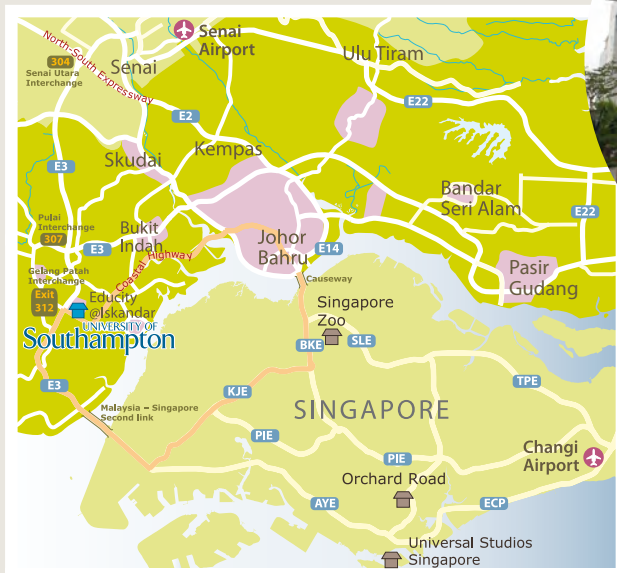 Senai
Airport
North-South Expressway
304
Senai Utara
Interchange
Senai
Ulu Tiram
E22
E2
E3
Skudai
Kempas
Bandar
Seri Alam
E22
Pulai
Interchange
307
E3
Bukit
Indah
Coastal Highway
Johor
Bahru
E14
Pasir
Gudang
Gelang Patah
Interchange
Exit
312
Educity
@Iskandar
UNIVERSITY OF
Southampton
Causeway
Singapore
Zoo
BKE
SLE
E3
KJE
TPE
Malaysia – Singapore
Second link
SINGAPORE
PIE
PIE
Changi
Airport
Orchard Road
AYE
ECP
Universal Studios
Singapore